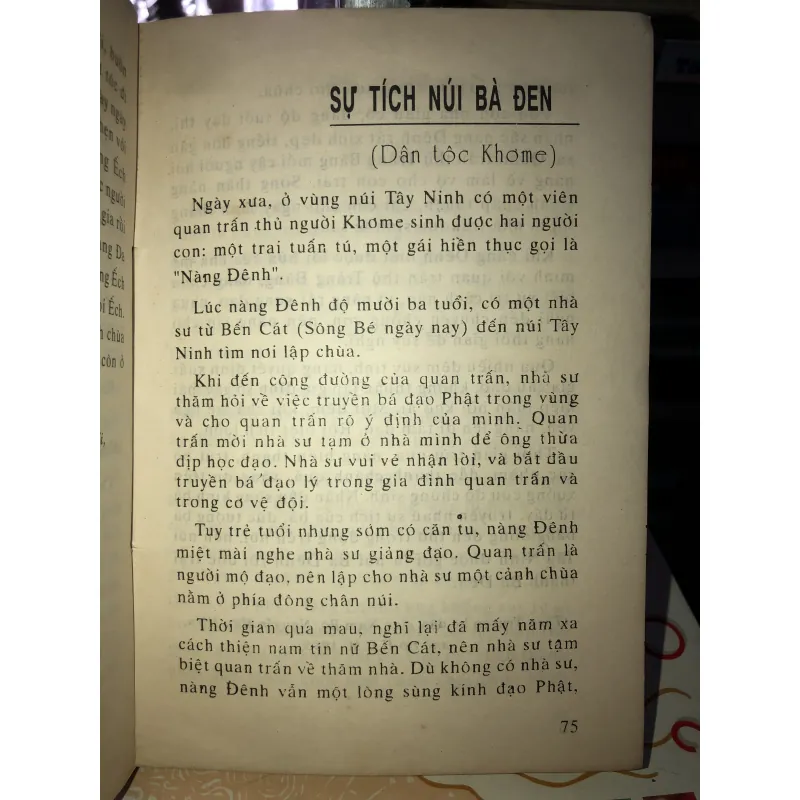 SỰ TÍCH NÚI BÀ ĐEN
(Dân tộc Khơme)
Ngày xưa, ở vùng núi Tây Ninh có một viên
quan trấn thủ người Khơme sinh được hai người
con: một trai tuấn tú, một gái hiền thục gọi là
"Nàng Đênh".
Lúc nàng Đênh độ mười ba tuổi, có một nhà
sư từ Bến Cát (Sông Bé ngày nay) đến núi Tây
Ninh tìm nơi lập chùa.
Khi đến công đường của quan trấn, nhà sư
thăm hỏi về việc truyền bá đạo Phật trong vùng
và cho quan trấn rõ ý định của mình. Quan
trấn mời nhà sư tạm ở nhà mình để ông thừa
dịp học đạo. Nhà sư vui vẻ nhận lời, và bắt đầu
truyền bá đạo lý trong gia đình quan trấn và
trong cơ vệ đội.
Tuy trẻ tuổi nhưng sớm có căn tu, nàng Đênh
miệt mài nghe nhà sư giảng đạo. Quan trấn là
người mộ đạo, nên lập cho nhà sư một cảnh chùa
nằm ở phía đông chân núi.
Thời gian qua mau, nghĩ lại đã mấy năm xa
cách thiện nam tin nữ Bến Cát, nên nhà sư tạm
biệt quan trấn về thăm nhà. Dù không có nhà sư,
nàng Đênh vẫn một lòng sùng kinh đạo Phật,
75